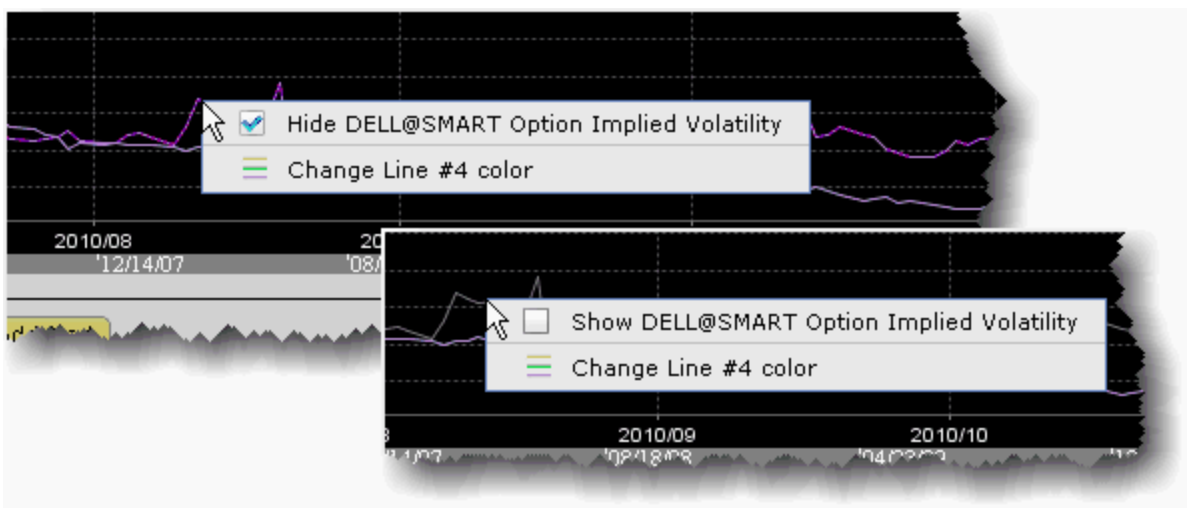 Hide DELL@SMART Option Implied Volatility
Change Line #4 color
2010/08
'12/14/07
Show DELL@SMART Option Implied Volatility
Change Line #4 color
2010/09 2010/10
'08/18/08